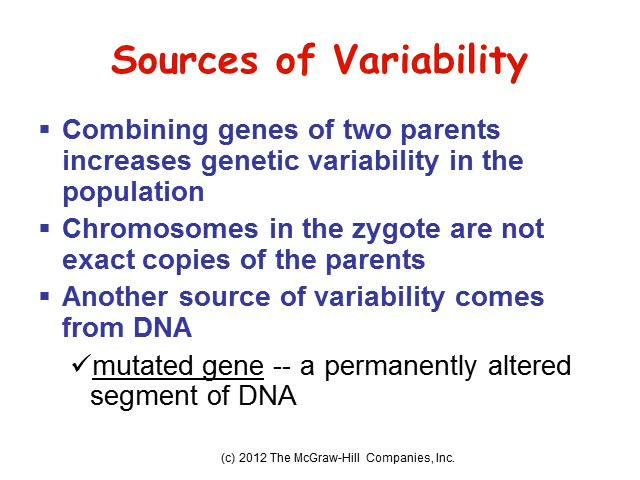 Sources of Variability
▪ Combining genes of two parents
increases genetic variability in the
population
▪ Chromosomes in the zygote are not
exact copies of the parents
▪ Another source of variability comes
from DNA
✓mutated gene -- a permanently altered
segment of DNA
(c) 2012 The McGraw-Hill Companies, Inc.